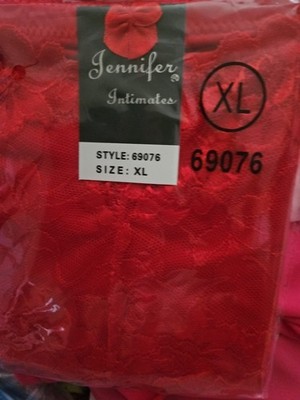 Jennifer®
Intimates
XL
STYLE: 69076
SIZE: XL
69076